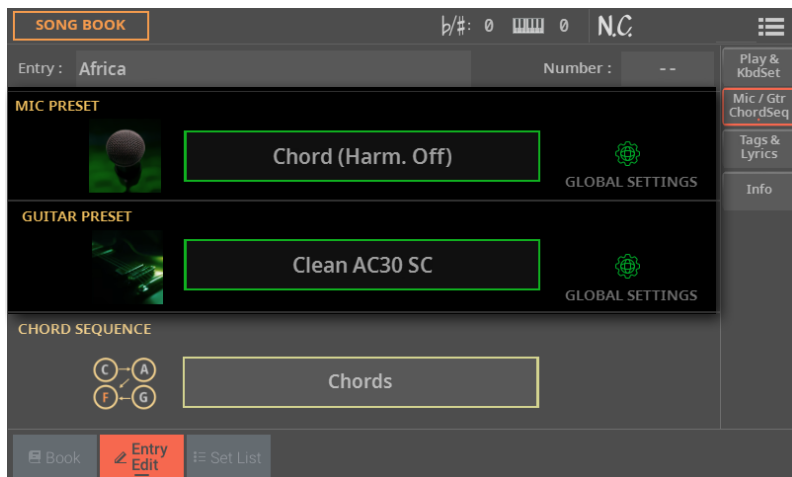 SONG BOOK
♭/#: 0 0 N.C.
Entry : Africa Number : --
Play & KbdSet
Mic / Gtr ChordSeq
Tags & Lyrics
Info
MIC PRESET
Chord (Harm. Off)
GLOBAL SETTINGS
GUITAR PRESET
Clean AC30 SC
GLOBAL SETTINGS
CHORD SEQUENCE
C A
F G
Chords
Book
Entry Edit
Set List